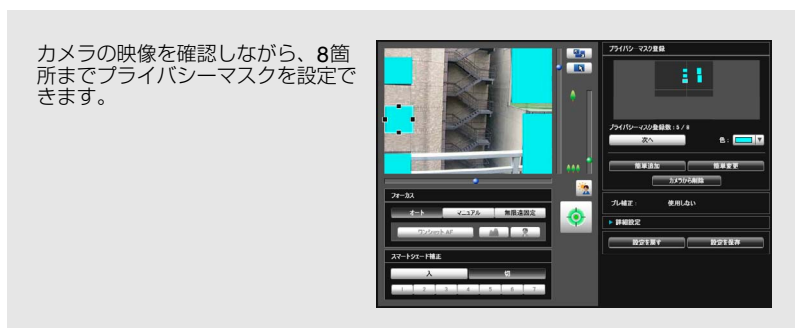 カメラの映像を確認しながら、8箇
所までプライバシーマスクを設定で
きます。
プライバシーマスク登録
プライバシーマスク登録数：5 / 8
次へ
色：
簡単追加
簡単変更
カメラから削除
ブレ補正：
使用しない
詳細設定
設定を戻す
設定を保存
フォーカス
オート
マニュアル
無限遠固定
ワンショット AF
スマートシェード補正
入
切
1 2 3 4 5 6 7